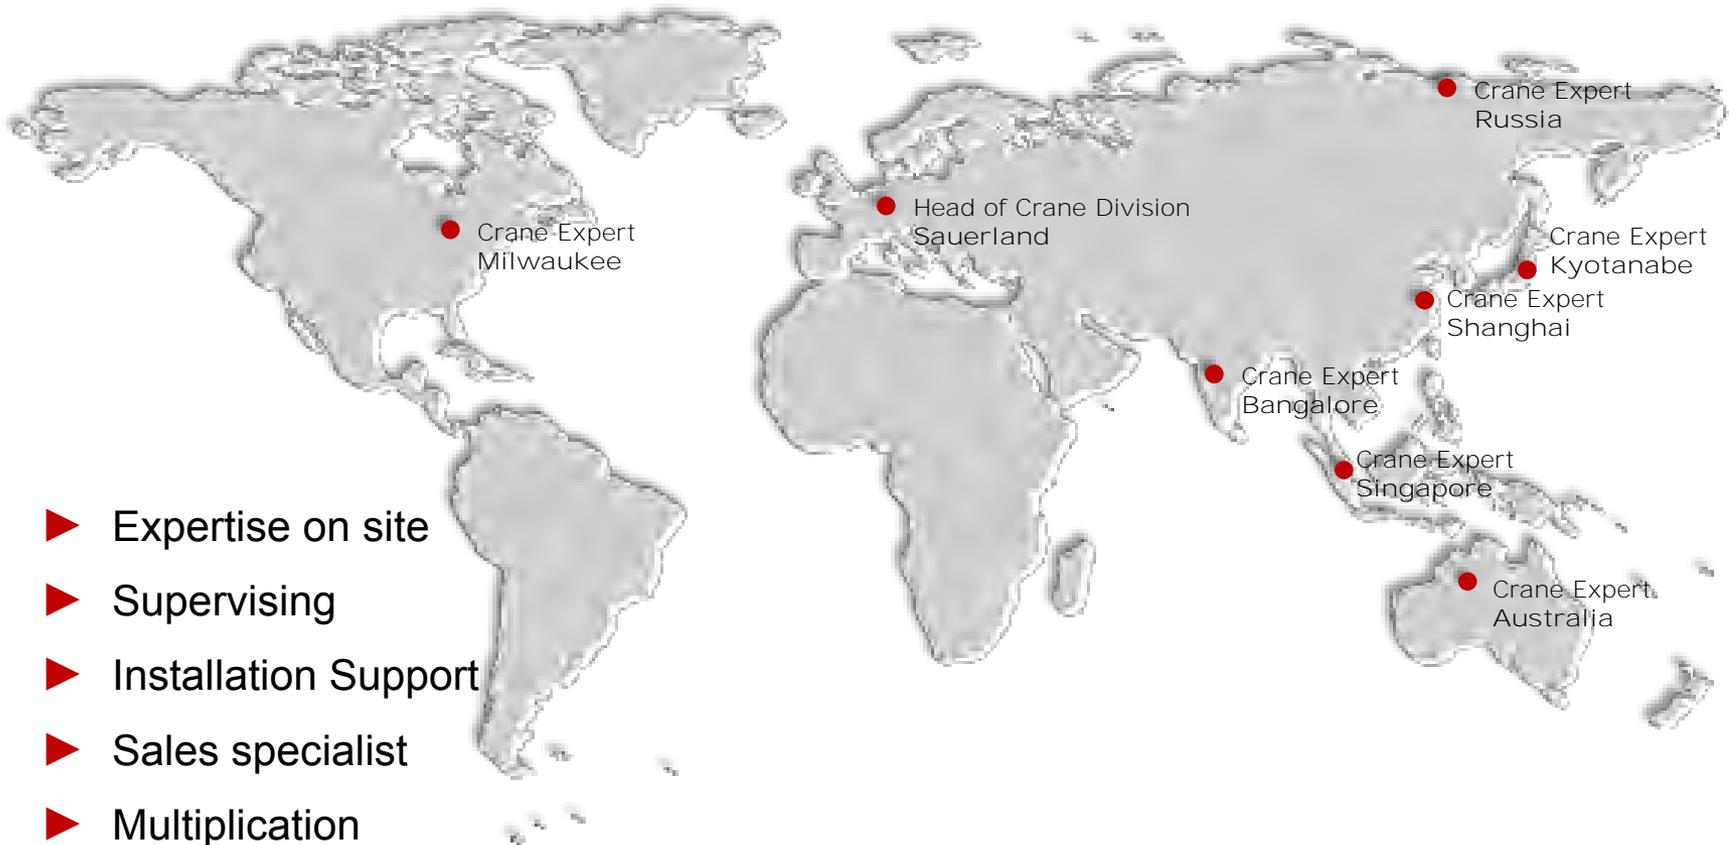 Crane Expert
Russia
Head of Crane Division
Sauerland
Crane Expert
Milwaukee
Crane Expert
Kyotanabe
Crane Expert
Shanghai
Crane Expert
Bangalore
Crane Expert
Singapore
Crane Expert
Australia
Expertise on site
Supervising
Installation Support
Sales specialist
Multiplication